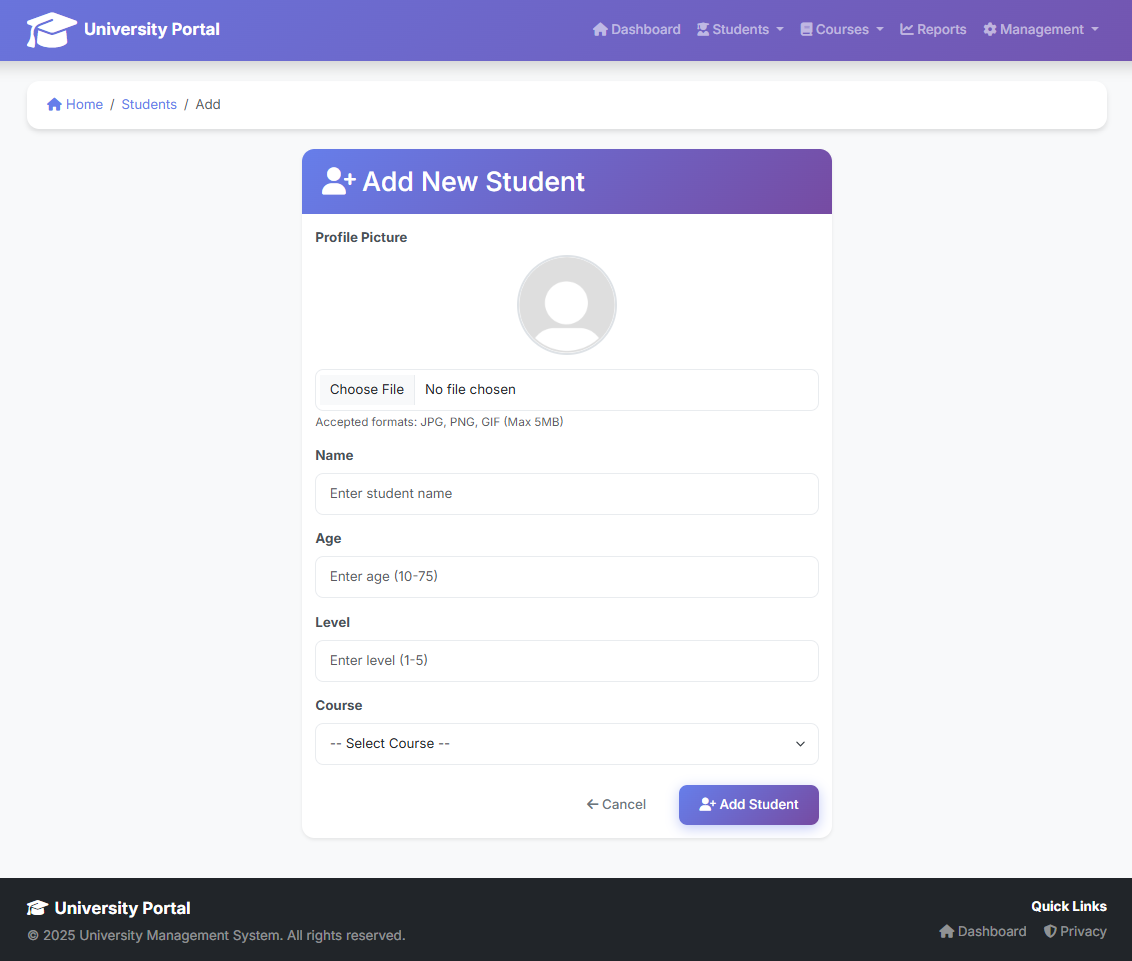 University Portal Dashboard Students Courses Reports Management
Home / Students / Add
Add New Student
Profile Picture
Choose File No file chosen
Accepted formats: JPG, PNG, GIF (Max 5MB)
Name
Enter student name
Age
Enter age (10-75)
Level
Enter level (1-5)
Course
-- Select Course --
Cancel Add Student
University Portal
© 2025 University Management System. All rights reserved.
Quick Links
Dashboard Privacy